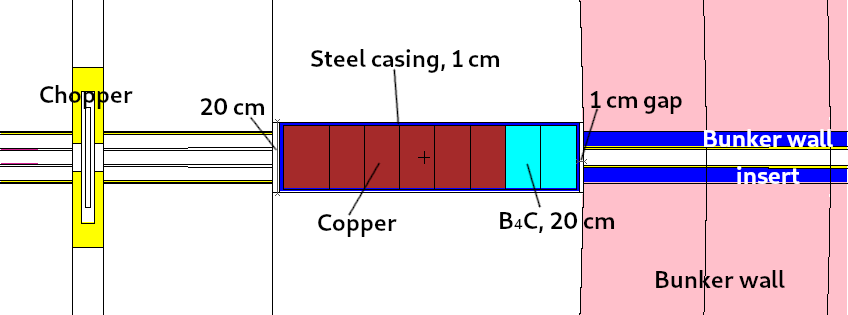 Steel casing, 1 cm
Chopper
20 cm
1 cm gap
Bunker wall
insert
Copper
B₄C, 20 cm
Bunker wall